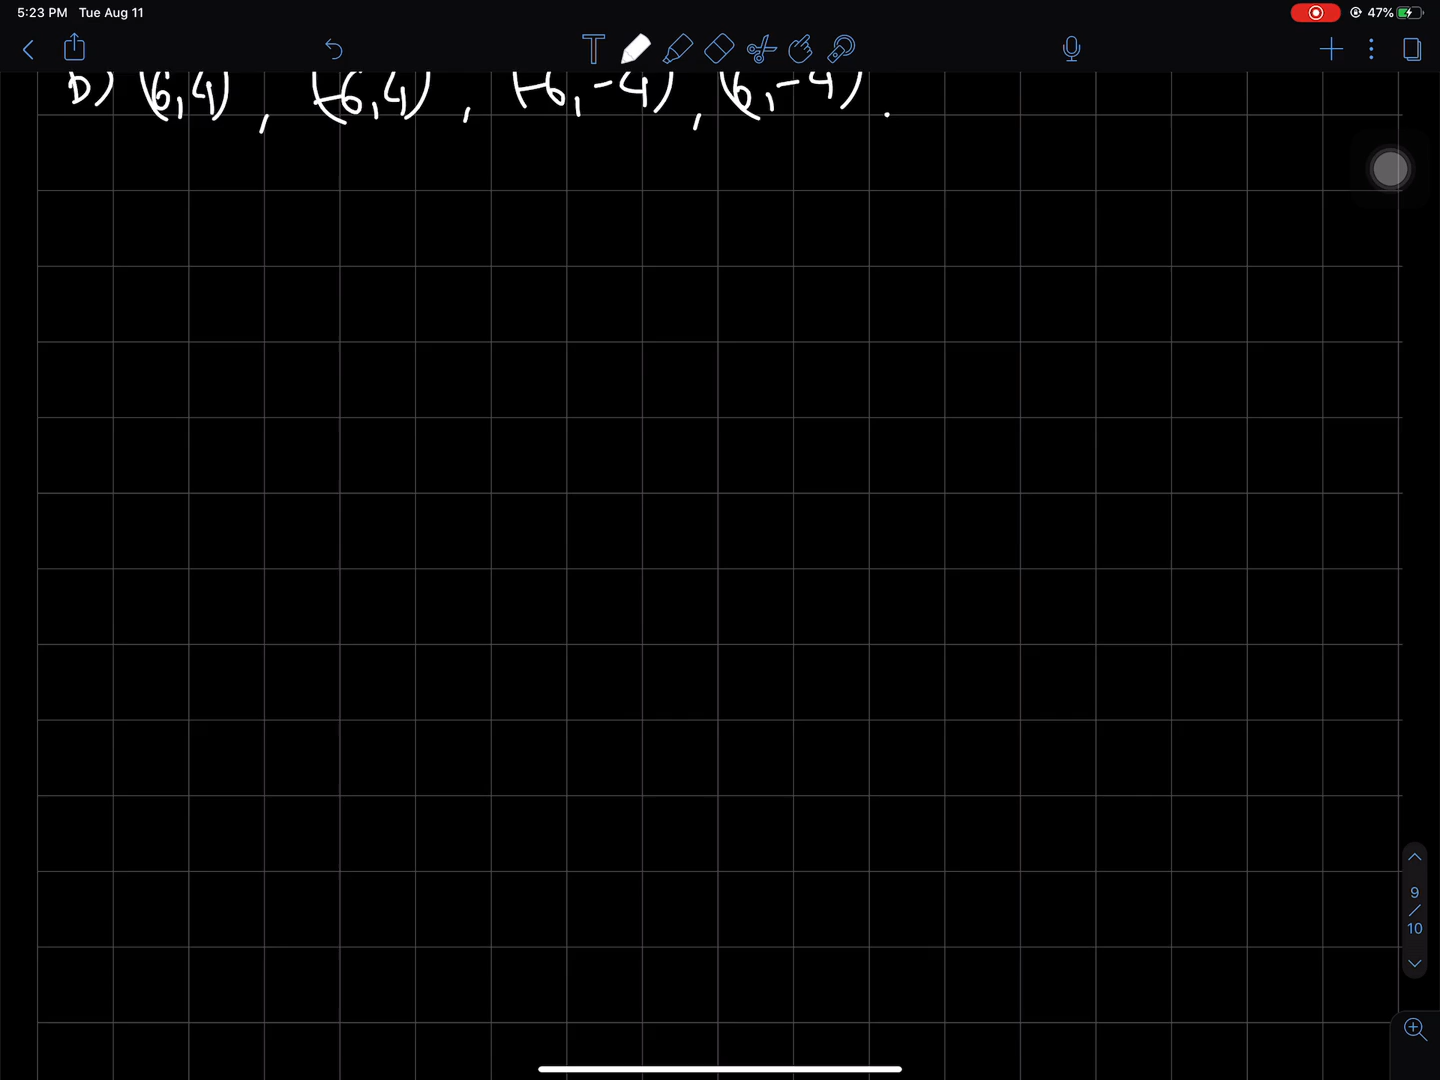 5:23 PM Tue Aug 11
47%
D) (6,4) , (-6,4) , (-6,-4) , (6,-4) .
9
/
10